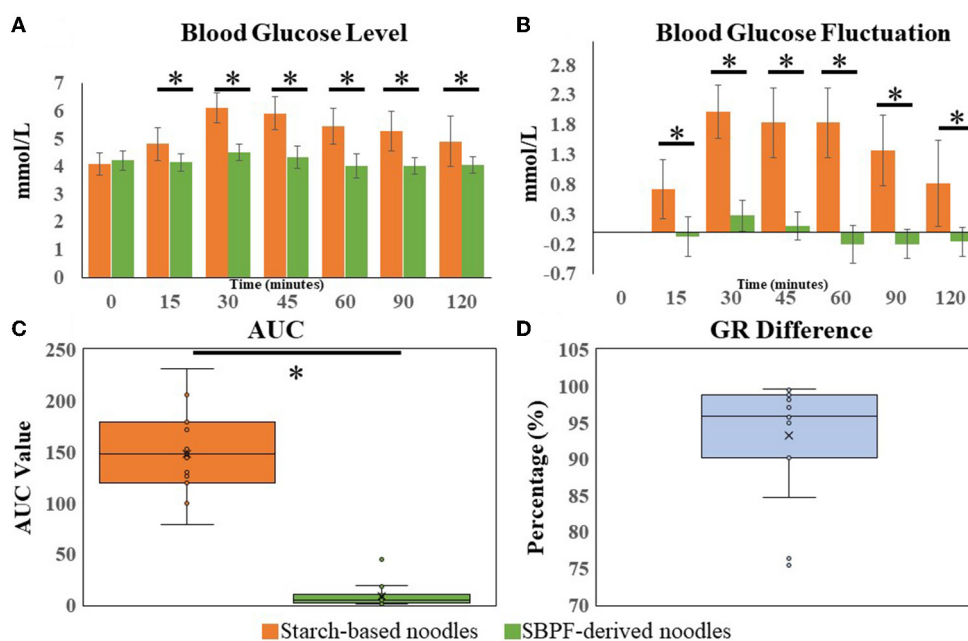 A
Blood Glucose Level
mmol/L
7
6
5
4
3
2
1
0
* * * * * *
Time (minutes)
0 15 30 45 60 90 120
B
Blood Glucose Fluctuation
mmol/L
2.8
2.3
1.8
1.3
0.8
0.3
-0.2
-0.7
* * * * * *
Time (minutes)
0 15 30 45 60 90 120
C
AUC
AUC Value
250
200
150
100
50
0
*
D
GR Difference
Percentage (%)
105
100
95
90
85
80
75
70
Starch-based noodles SBPF-derived noodles